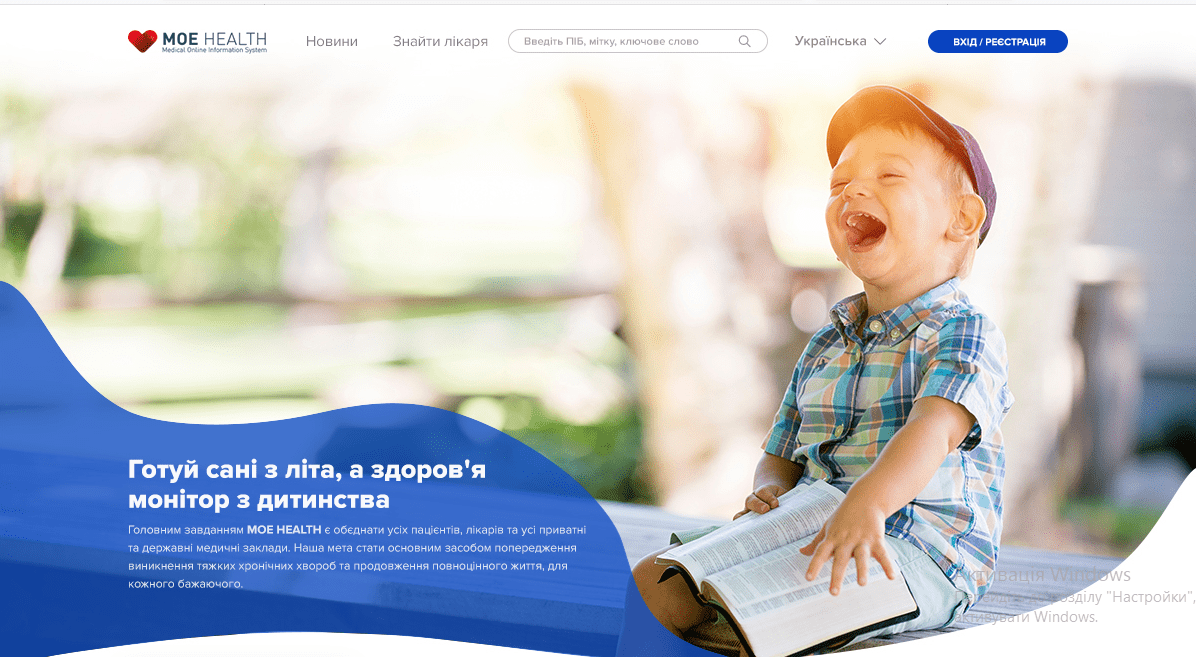 MOE HEALTH
Medical Online Information System
Новини
Знайти лікаря
Введіть ПІБ, мітку, ключове слово
Українська
ВХІД / РЕЄСТРАЦІЯ
Готуй сані з літа, а здоров'я
монітор з дитинства
Головним завданням MOE HEALTH є обєднати усіх пацієнтів, лікарів та усі приватні
та державні медичні заклади. Наша мета стати основним засобом попередження
виникнення тяжких хронічних хвороб та продовження повноцінного життя, для
кожного бажаючого.
Активація Windows
розділу "Настройки",
активувати Windows.